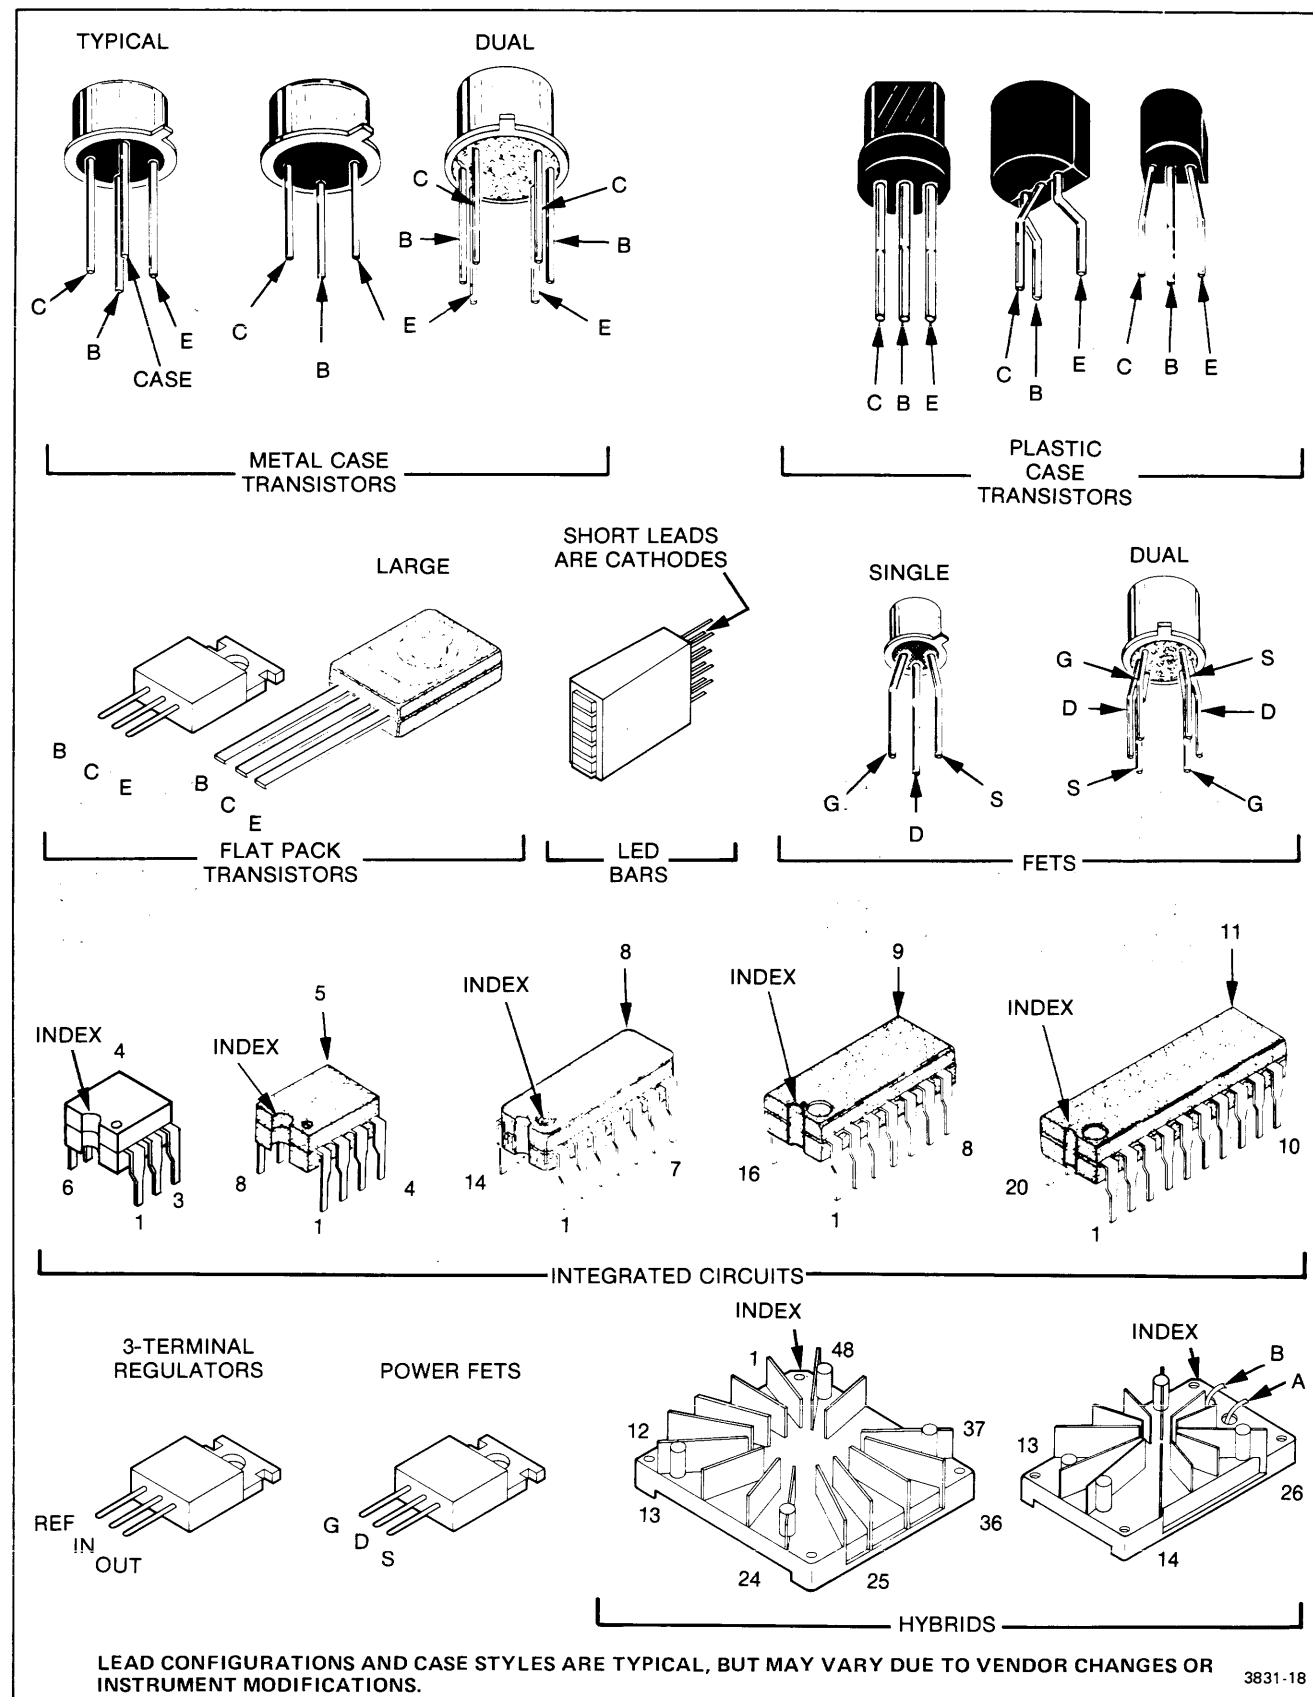 TYPICAL
DUAL
C
B
E
CASE
C
B
E
C
C
B
B
E
E
C B E
C
B
E
C
B
E
METAL CASE
TRANSISTORS
PLASTIC
CASE
TRANSISTORS
LARGE
SHORT LEADS
ARE CATHODES
SINGLE
DUAL
B
C
E
B
C
E
G
D
S
G
S
D
D
S
G
FLAT PACK
TRANSISTORS
LED
BARS
FETS
INDEX
4
6
1
3
INDEX
5
8
1
4
INDEX
8
14
1
7
INDEX
9
16
1
8
INDEX
11
20
1
10
INTEGRATED CIRCUITS
3-TERMINAL
REGULATORS
REF
IN
OUT
POWER FETS
G
D
S
INDEX
1
48
12
37
13
36
24
25
INDEX
B
A
13
26
14
HYBRIDS
LEAD CONFIGURATIONS AND CASE STYLES ARE TYPICAL, BUT MAY VARY DUE TO VENDOR CHANGES OR
INSTRUMENT MODIFICATIONS.
3831-18